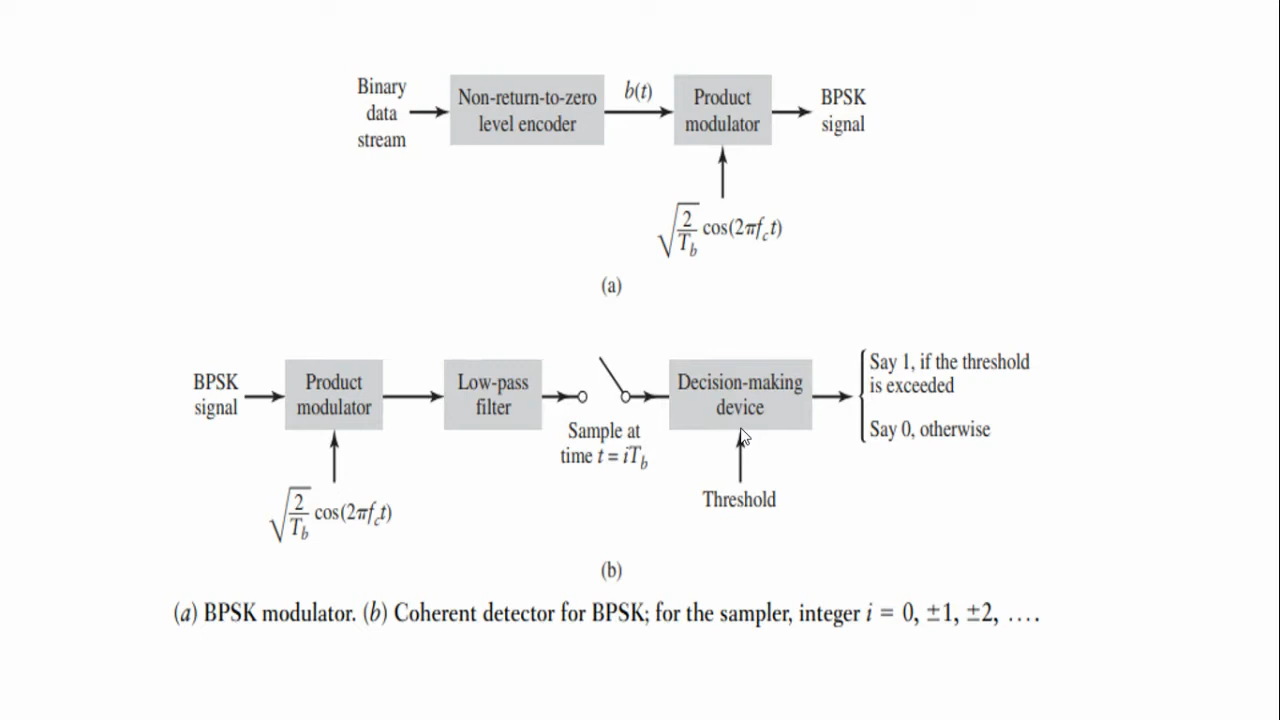 Binary
data
stream
Non-return-to-zero
level encoder
b(t)
Product
modulator
BPSK
signal
√2/T_b cos(2πf_ct)
(a)
BPSK
signal
Product
modulator
Low-pass
filter
Sample at
time t = iT_b
Decision-making
device
Say 1, if the threshold
is exceeded
Say 0, otherwise
Threshold
√2/T_b cos(2πf_ct)
(b)
(a) BPSK modulator. (b) Coherent detector for BPSK; for the sampler, integer i = 0, ±1, ±2, ....